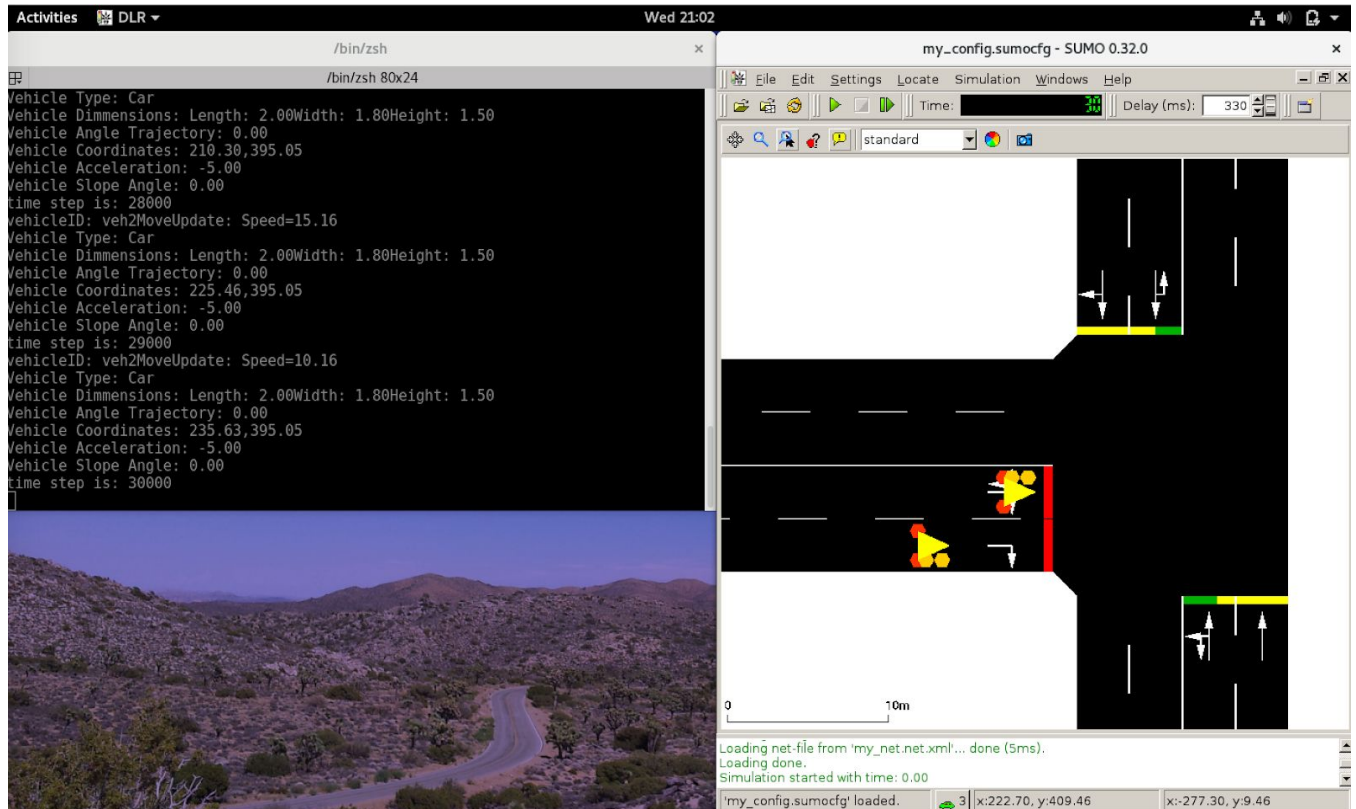 Activities DLR Wed 21:02
/bin/zsh
/bin/zsh 80x24
Vehicle Type: Car
Vehicle Dimmensions: Length: 2.00Width: 1.80Height: 1.50
Vehicle Angle Trajectory: 0.00
Vehicle Coordinates: 210.30,395.05
Vehicle Acceleration: -5.00
Vehicle Slope Angle: 0.00
time step is: 28000
vehicleID: veh2MoveUpdate: Speed=15.16
Vehicle Type: Car
Vehicle Dimmensions: Length: 2.00Width: 1.80Height: 1.50
Vehicle Angle Trajectory: 0.00
Vehicle Coordinates: 225.46,395.05
Vehicle Acceleration: -5.00
Vehicle Slope Angle: 0.00
time step is: 29000
vehicleID: veh2MoveUpdate: Speed=10.16
Vehicle Type: Car
Vehicle Dimmensions: Length: 2.00Width: 1.80Height: 1.50
Vehicle Angle Trajectory: 0.00
Vehicle Coordinates: 235.63,395.05
Vehicle Acceleration: -5.00
Vehicle Slope Angle: 0.00
time step is: 30000
my_config.sumocfg - SUMO 0.32.0
File Edit Settings Locate Simulation Windows Help
Time: 30 Delay (ms): 330
standard
0 10m
Loading net-file from 'my_net.net.xml'... done (5ms).
Loading done.
Simulation started with time: 0.00
'my_config.sumocfg' loaded. 3 x:222.70, y:409.46 x:-277.30, y:9.46